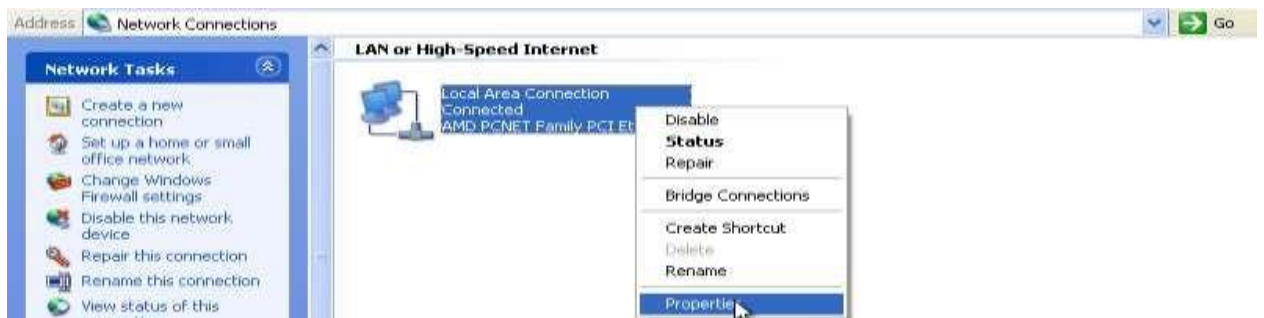 Address Network Connections Go
Network Tasks
Create a new
connection
Set up a home or small
office network
Change Windows
Firewall settings
Disable this network
device
Repair this connection
Rename this connection
View status of this
LAN or High-Speed Internet
Local Area Connection
Connected
AMD PCNET Family PCI Et
Disable
Status
Repair
Bridge Connections
Create Shortcut
Delete
Rename
Propertie